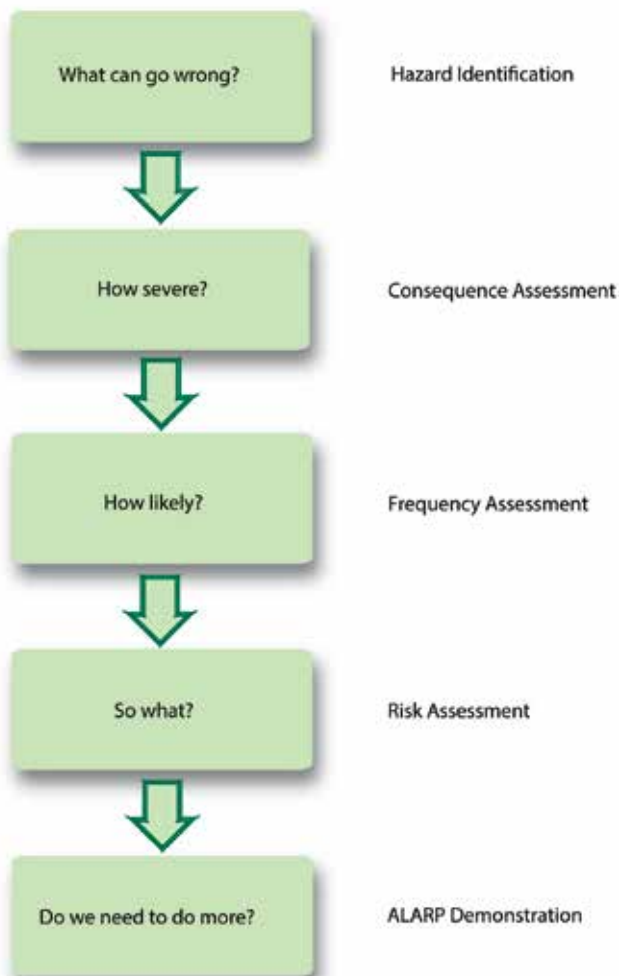 What can go wrong?
Hazard Identification
How severe?
Consequence Assessment
How likely?
Frequency Assessment
So what?
Risk Assessment
Do we need to do more?
ALARP Demonstration